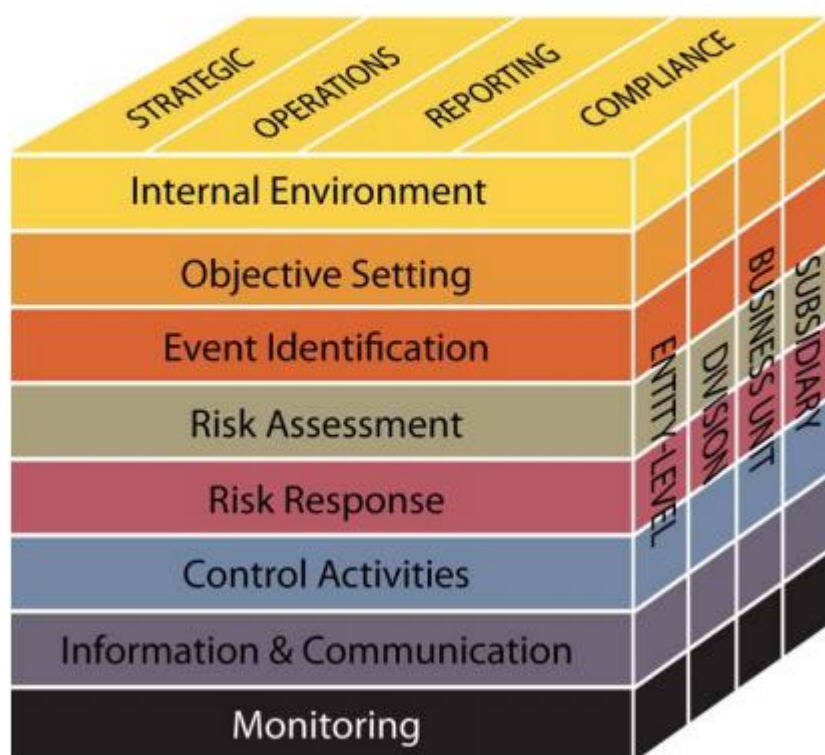 STRATEGIC
OPERATIONS
REPORTING
COMPLIANCE
Internal Environment
Objective Setting
Event Identification
Risk Assessment
Risk Response
Control Activities
Information & Communication
Monitoring
ENTITY-LEVEL
DIVISION
BUSINESS UNIT
SUBSIDIARY